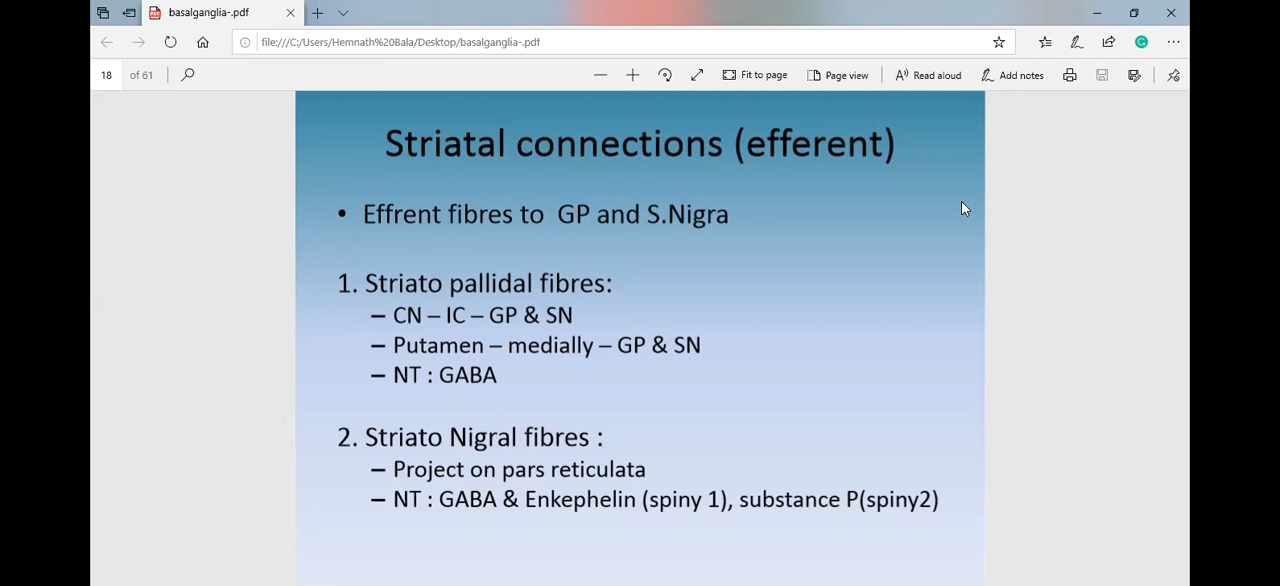 basalganglia-.pdf
file:///C:/Users/Hemnath%20Bala/Desktop/basalganglia-.pdf
18 of 61 Fit to page Page view Read aloud Add notes
Striatal connections (efferent)
• Effrent fibres to GP and S.Nigra
1. Striato pallidal fibres:
– CN – IC – GP & SN
– Putamen – medially – GP & SN
– NT : GABA
2. Striato Nigral fibres :
– Project on pars reticulata
– NT : GABA & Enkephelin (spiny 1), substance P(spiny2)